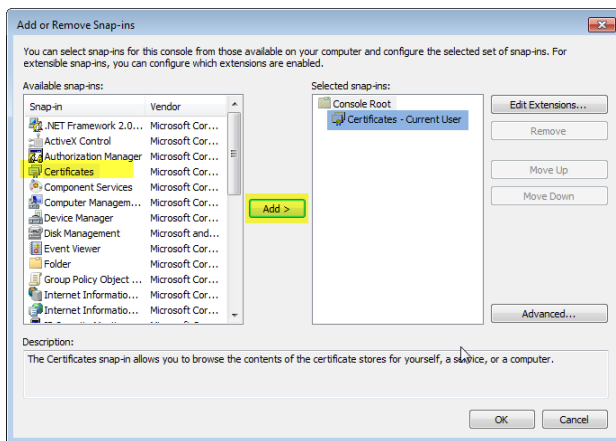 Add or Remove Snap-ins
You can select snap-ins for this console from those available on your computer and configure the selected set of snap-ins. For
extensible snap-ins, you can configure which extensions are enabled.
Available snap-ins:
Selected snap-ins:
Snap-in Vendor
.NET Framework 2.0... Microsoft Cor...
ActiveX Control Microsoft Cor...
Authorization Manager Microsoft Cor...
Certificates Microsoft Cor...
Component Services Microsoft Cor...
Computer Managem... Microsoft Cor...
Device Manager Microsoft Cor...
Disk Management Microsoft and...
Event Viewer Microsoft Cor...
Folder Microsoft Cor...
Group Policy Object ... Microsoft Cor...
Internet Informatio... Microsoft Cor...
Internet Informatio... Microsoft Cor...
Add >
Console Root
Certificates - Current User
Edit Extensions...
Remove
Move Up
Move Down
Advanced...
Description:
The Certificates snap-in allows you to browse the contents of the certificate stores for yourself, a service, or a computer.
OK
Cancel